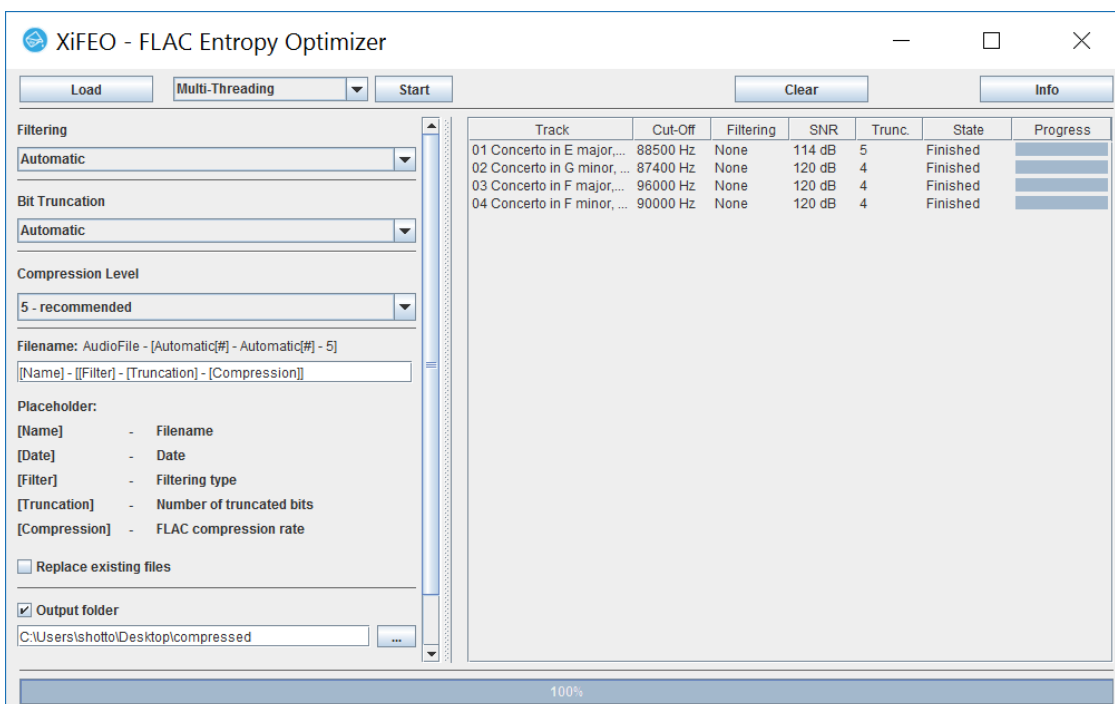 XiFEO - FLAC Entropy Optimizer
Load Multi-Threading Start Clear Info
Filtering
Automatic
Bit Truncation
Automatic
Compression Level
5 - recommended
Filename: AudioFile - [Automatic[#] - Automatic[#] - 5]
[Name] - [[Filter] - [Truncation] - [Compression]]
Placeholder:
[Name] - Filename
[Date] - Date
[Filter] - Filtering type
[Truncation] - Number of truncated bits
[Compression] - FLAC compression rate
Replace existing files
Output folder
C:\Users\shotto\Desktop\compressed
...
Track Cut-Off Filtering SNR Trunc. State Progress
01 Concerto in E major,... 88500 Hz None 114 dB 5 Finished
02 Concerto in G minor, ... 87400 Hz None 120 dB 4 Finished
03 Concerto in F major,... 96000 Hz None 120 dB 4 Finished
04 Concerto in F minor, ... 90000 Hz None 120 dB 4 Finished
100%